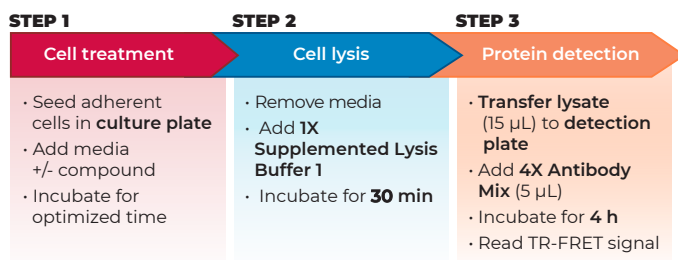 STEP 1
Cell treatment
· Seed adherent
cells in culture plate
· Add media
+/- compound
· Incubate for
optimized time
STEP 2
Cell lysis
· Remove media
· Add 1X
Supplemented Lysis
Buffer 1
· Incubate for 30 min
STEP 3
Protein detection
· Transfer lysate
(15 µL) to detection
plate
· Add 4X Antibody
Mix (5 µL)
· Incubate for 4 h
· Read TR-FRET signal